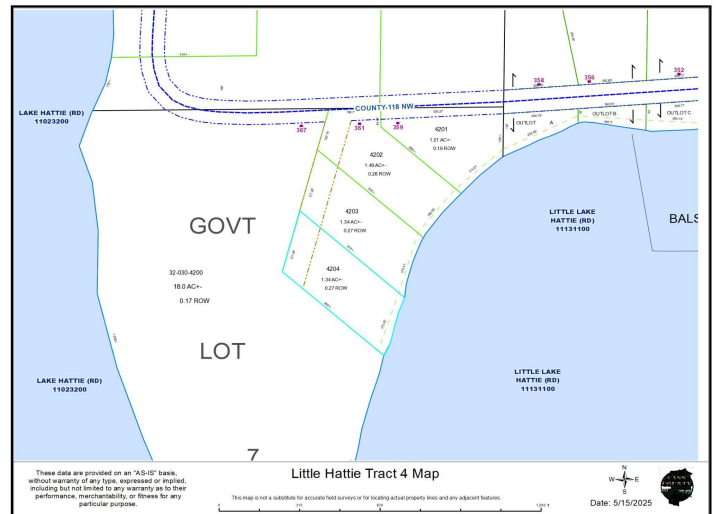 352
358
356
LAKE HATTIE (RD)
11023200
COUNTY-118 NW
367
361
359
4201
1.21 AC+-
0.19 ROW
OUTLOT A
OUTLOT B
OUTLOT C
4202
1.49 AC+-
0.28 ROW
GOVT
4203
1.34 AC+-
0.27 ROW
LITTLE LAKE
HATTIE (RD)
11131100
BALS
32-030-4200
18.0 AC+-
0.17 ROW
4204
1.34 AC+-
0.27 ROW
LOT
LAKE HATTIE (RD)
11023200
LITTLE LAKE
HATTIE (RD)
11131100
7
These data are provided on an "AS-IS" basis,
without warranty of any type, expressed or implied,
including but not limited to any warranty as to their
performance, merchantability, or fitness for any
particular purpose.
Little Hattie Tract 4 Map
This map is not a substitute for accurate field surveys or for locating actual property lines and any adjacent features.
0 315 630
N
W E
S
CASS
COUNTY
Date: 5/15/2025